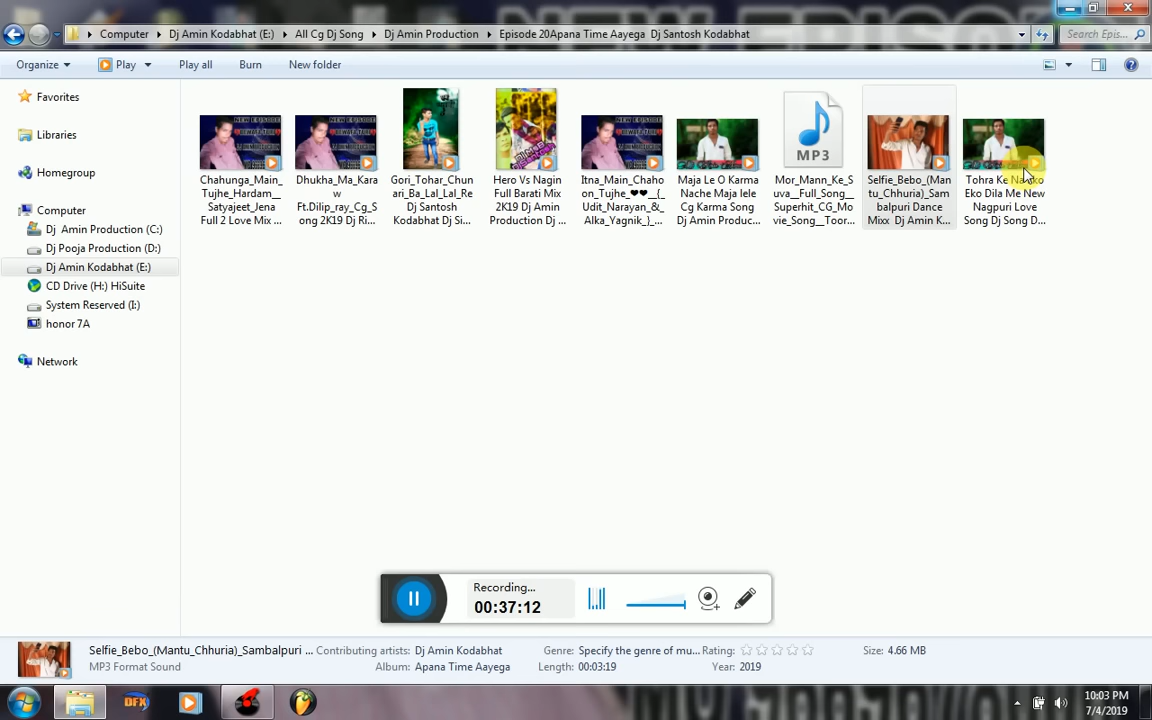 Computer Dj Amin Kodabhat (E:) All Cg Dj Song Dj Amin Production Episode 20Apana Time Aayega Dj Santosh Kodabhat
Search Epis...
Organize Play Play all Burn New folder
Favorites
Libraries
Homegroup
Computer
Dj Amin Production (C:)
Dj Pooja Production (D:)
Dj Amin Kodabhat (E:)
CD Drive (H:) HiSuite
System Reserved (I:)
honor 7A
Network
Chahunga_Main_
Tujhe_Hardam__
Satyajeet_Jena
Full 2 Love Mix ...
Dhukha_Ma_Kara
w
Ft.Dilip_ray_Cg_S
ong 2K19 Dj Ri...
Gori_Tohar_Chun
ari_Ba_Lal_Lal_Re
Dj Santosh
Kodabhat Dj Si...
Hero Vs Nagin
Full Barati Mix
2K19 Dj Amin
Production Dj ...
Itna_Main_Chaho
on_Tujhe_❤❤__{_
Udit_Narayan_&_
Alka_Yagnik_}_...
Maja Le O Karma
Nache Maja lele
Cg Karma Song
Dj Amin Produc...
MP3
Mor_Mann_Ke_S
uva__Full_Song__
Superhit_CG_Mo
vie_Song__Toor...
Selfie_Bebo_(Man
tu_Chhuria)_Sam
balpuri Dance
Mixx Dj Amin K...
Tohra Ke
Eko Dila Me New
Nagpuri Love
Song Dj Song D...
Recording...
00:37:12
Selfie_Bebo_(Mantu_Chhuria)_Sambalpuri ... Contributing artists: Dj Amin Kodabhat Genre: Specify the genre of mu... Rating: Size: 4.66 MB
MP3 Format Sound Album: Apana Time Aayega Length: 00:03:19 Year: 2019
DFX
10:03 PM
7/4/2019